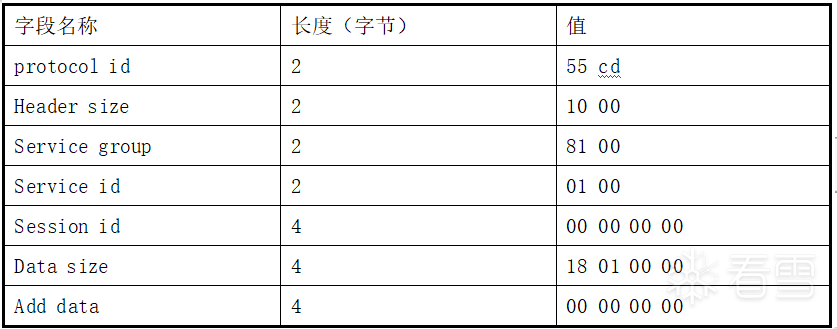 字段名称 长度（字节） 值
protocol id 2 55 cd
Header size 2 10 00
Service group 2 81 00
Service id 2 01 00
Session id 4 00 00 00 00
Data size 4 18 01 00 00
Add data 4 00 00 00 00
看雪